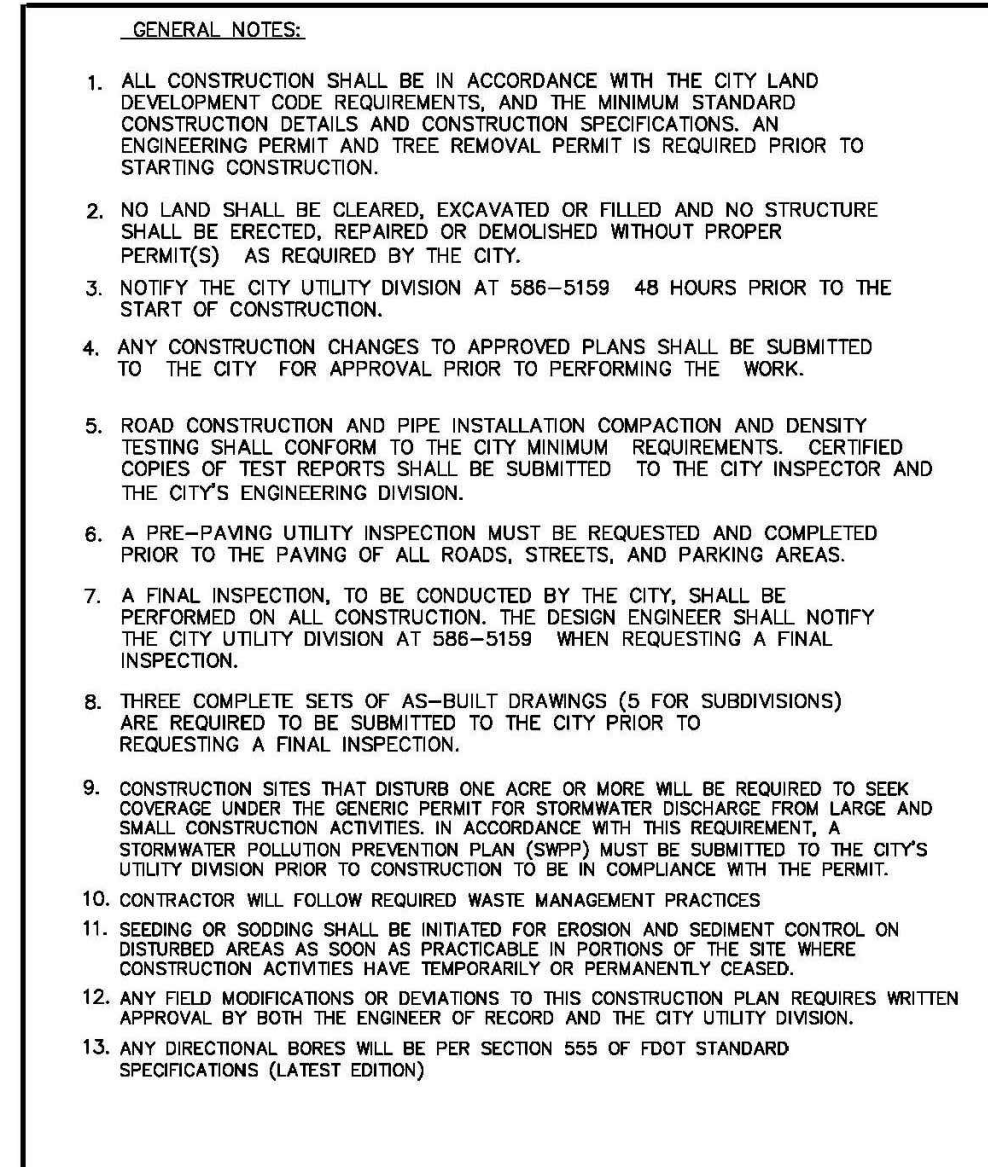 GENERAL NOTES:
1. ALL CONSTRUCTION SHALL BE IN ACCORDANCE WITH THE CITY LAND
DEVELOPMENT CODE REQUIREMENTS, AND THE MINIMUM STANDARD
CONSTRUCTION DETAILS AND CONSTRUCTION SPECIFICATIONS. AN
ENGINEERING PERMIT AND TREE REMOVAL PERMIT IS REQUIRED PRIOR TO
STARTING CONSTRUCTION.
2. NO LAND SHALL BE CLEARED, EXCAVATED OR FILLED AND NO STRUCTURE
SHALL BE ERECTED, REPAIRED OR DEMOLISHED WITHOUT PROPER
PERMIT(S) AS REQUIRED BY THE CITY.
3. NOTIFY THE CITY UTILITY DIVISION AT 586-5159 48 HOURS PRIOR TO THE
START OF CONSTRUCTION.
4. ANY CONSTRUCTION CHANGES TO APPROVED PLANS SHALL BE SUBMITTED
TO THE CITY FOR APPROVAL PRIOR TO PERFORMING THE WORK.
5. ROAD CONSTRUCTION AND PIPE INSTALLATION COMPACTION AND DENSITY
TESTING SHALL CONFORM TO THE CITY MINIMUM REQUIREMENTS. CERTIFIED
COPIES OF TEST REPORTS SHALL BE SUBMITTED TO THE CITY INSPECTOR AND
THE CITY'S ENGINEERING DIVISION.
6. A PRE-PAVING UTILITY INSPECTION MUST BE REQUESTED AND COMPLETED
PRIOR TO THE PAVING OF ALL ROADS, STREETS, AND PARKING AREAS.
7. A FINAL INSPECTION, TO BE CONDUCTED BY THE CITY, SHALL BE
PERFORMED ON ALL CONSTRUCTION. THE DESIGN ENGINEER SHALL NOTIFY
THE CITY UTILITY DIVISION AT 586-5159 WHEN REQUESTING A FINAL
INSPECTION.
8. THREE COMPLETE SETS OF AS-BUILT DRAWINGS (5 FOR SUBDIVISIONS)
ARE REQUIRED TO BE SUBMITTED TO THE CITY PRIOR TO
REQUESTING A FINAL INSPECTION.
9. CONSTRUCTION SITES THAT DISTURB ONE ACRE OR MORE WILL BE REQUIRED TO SEEK
COVERAGE UNDER THE GENERIC PERMIT FOR STORMWATER DISCHARGE FROM LARGE AND
SMALL CONSTRUCTION ACTIVITIES. IN ACCORDANCE WITH THIS REQUIREMENT, A
STORMWATER POLLUTION PREVENTION PLAN (SWPP) MUST BE SUBMITTED TO THE CITY'S
UTILITY DIVISION PRIOR TO CONSTRUCTION TO BE IN COMPLIANCE WITH THE PERMIT.
10. CONTRACTOR WILL FOLLOW REQUIRED WASTE MANAGEMENT PRACTICES
11. SEEDING OR SODDING SHALL BE INITIATED FOR EROSION AND SEDIMENT CONTROL ON
DISTURBED AREAS AS SOON AS PRACTICABLE IN PORTIONS OF THE SITE WHERE
CONSTRUCTION ACTIVITIES HAVE TEMPORARILY OR PERMANENTLY CEASED.
12. ANY FIELD MODIFICATIONS OR DEVIATIONS TO THIS CONSTRUCTION PLAN REQUIRES WRITTEN
APPROVAL BY BOTH THE ENGINEER OF RECORD AND THE CITY UTILITY DIVISION.
13. ANY DIRECTIONAL BORES WILL BE PER SECTION 555 OF FDOT STANDARD
SPECIFICATIONS (LATEST EDITION)